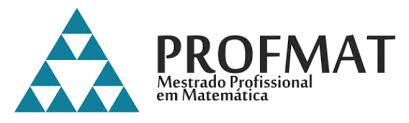 PROFMAT
Mestrado Profissional
em Matemática